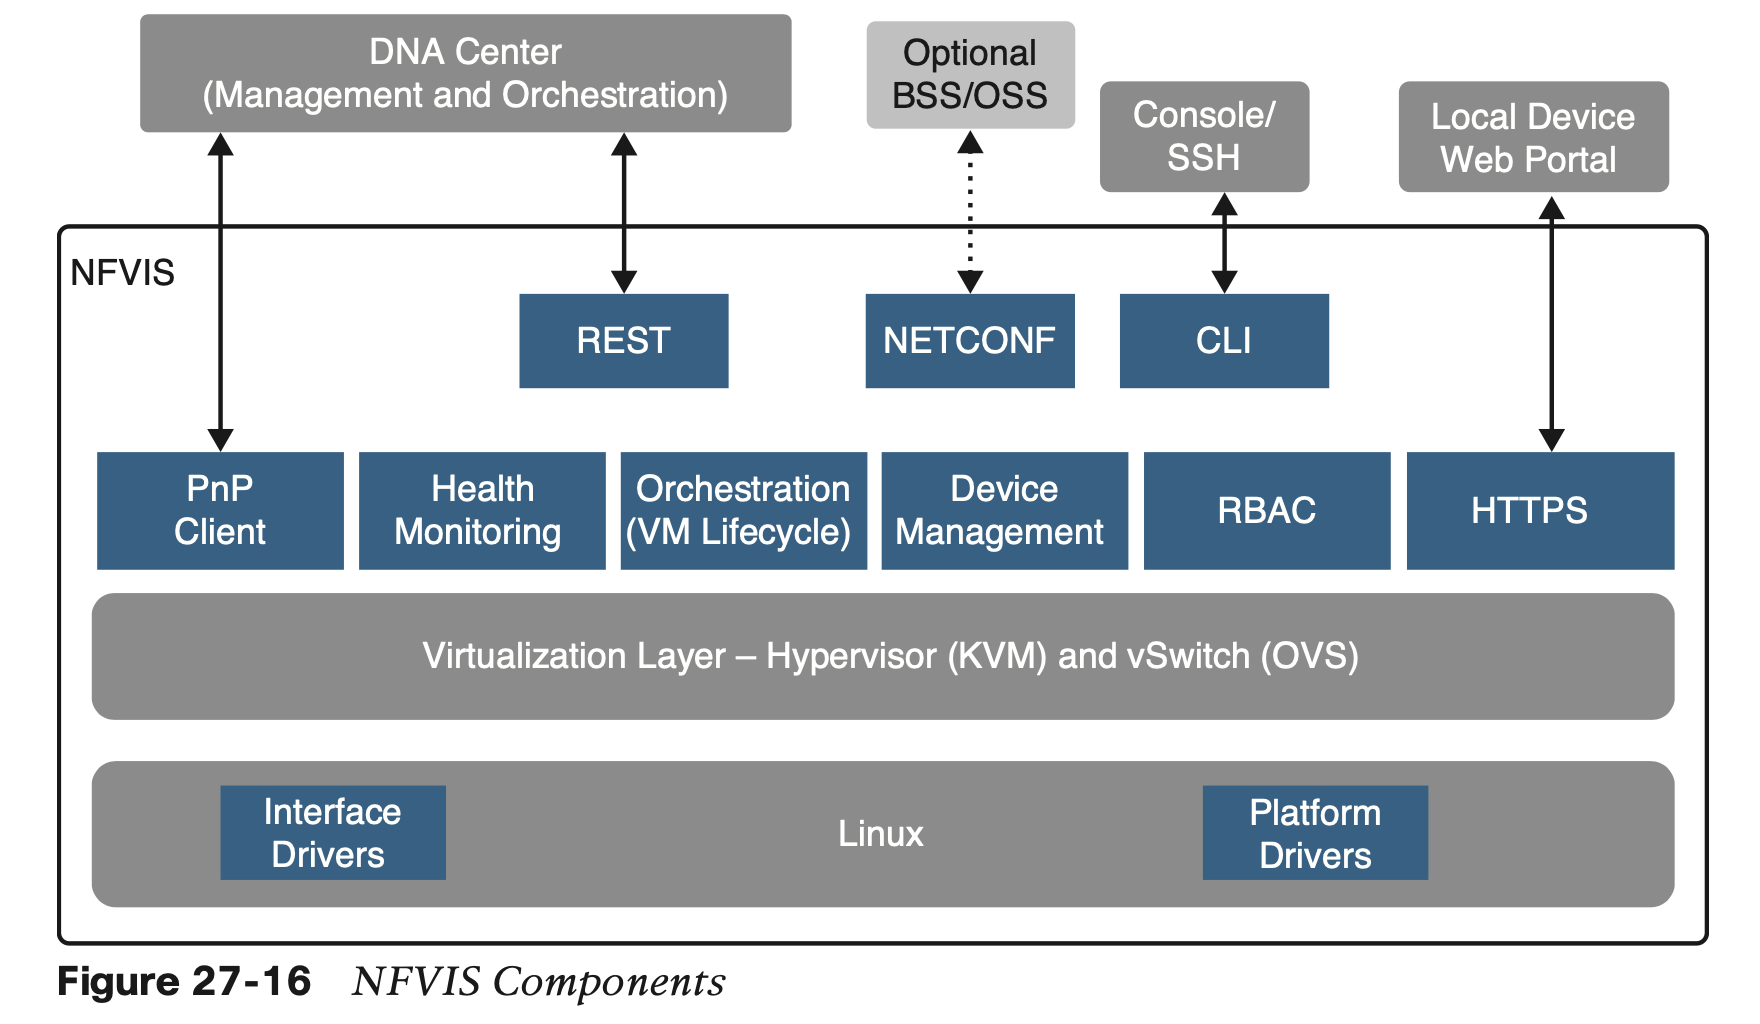 DNA Center
(Management and Orchestration)
Optional
BSS/OSS
Console/
SSH
Local Device
Web Portal
NFVIS
REST
NETCONF
CLI
PnP
Client
Health
Monitoring
Orchestration
(VM Lifecycle)
Device
Management
RBAC
HTTPS
Virtualization Layer – Hypervisor (KVM) and vSwitch (OVS)
Interface
Drivers
Linux
Platform
Drivers
Figure 27-16 NFVIS Components